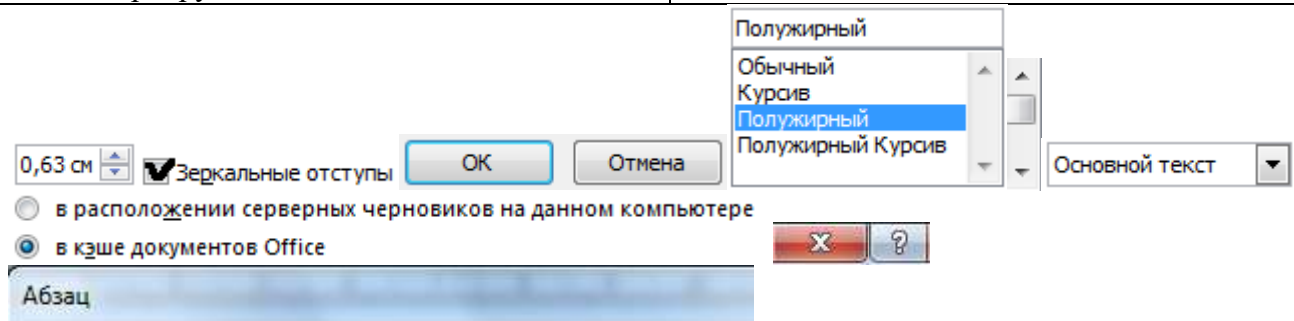 Полужирный
Обычный
Курсив
Полужирный
Полужирный Курсив
0,63 см
Зеркальные отступы
ОК
Отмена
Основной текст
в расположении серверных черновиков на данном компьютере
в кэше документов Office
?
Абзац